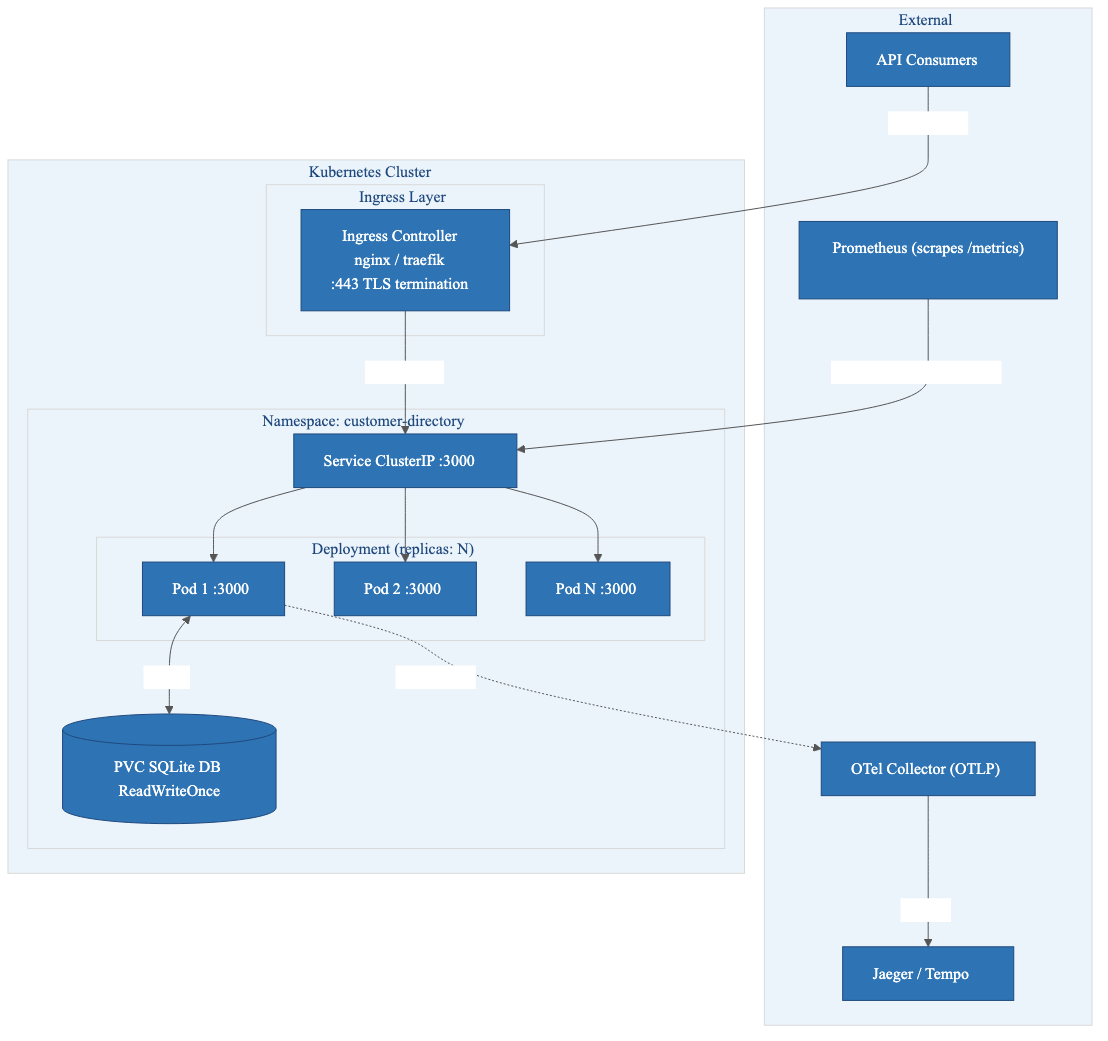 External
API Consumers
Kubernetes Cluster
Ingress Layer
Ingress Controller
nginx / traefik
:443 TLS termination
Prometheus (scrapes /metrics)
Namespace: customer-directory
Service ClusterIP :3000
Deployment (replicas: N)
Pod 1 :3000
Pod 2 :3000
Pod N :3000
PVC SQLite DB
ReadWriteOnce
OTel Collector (OTLP)
Jaeger / Tempo